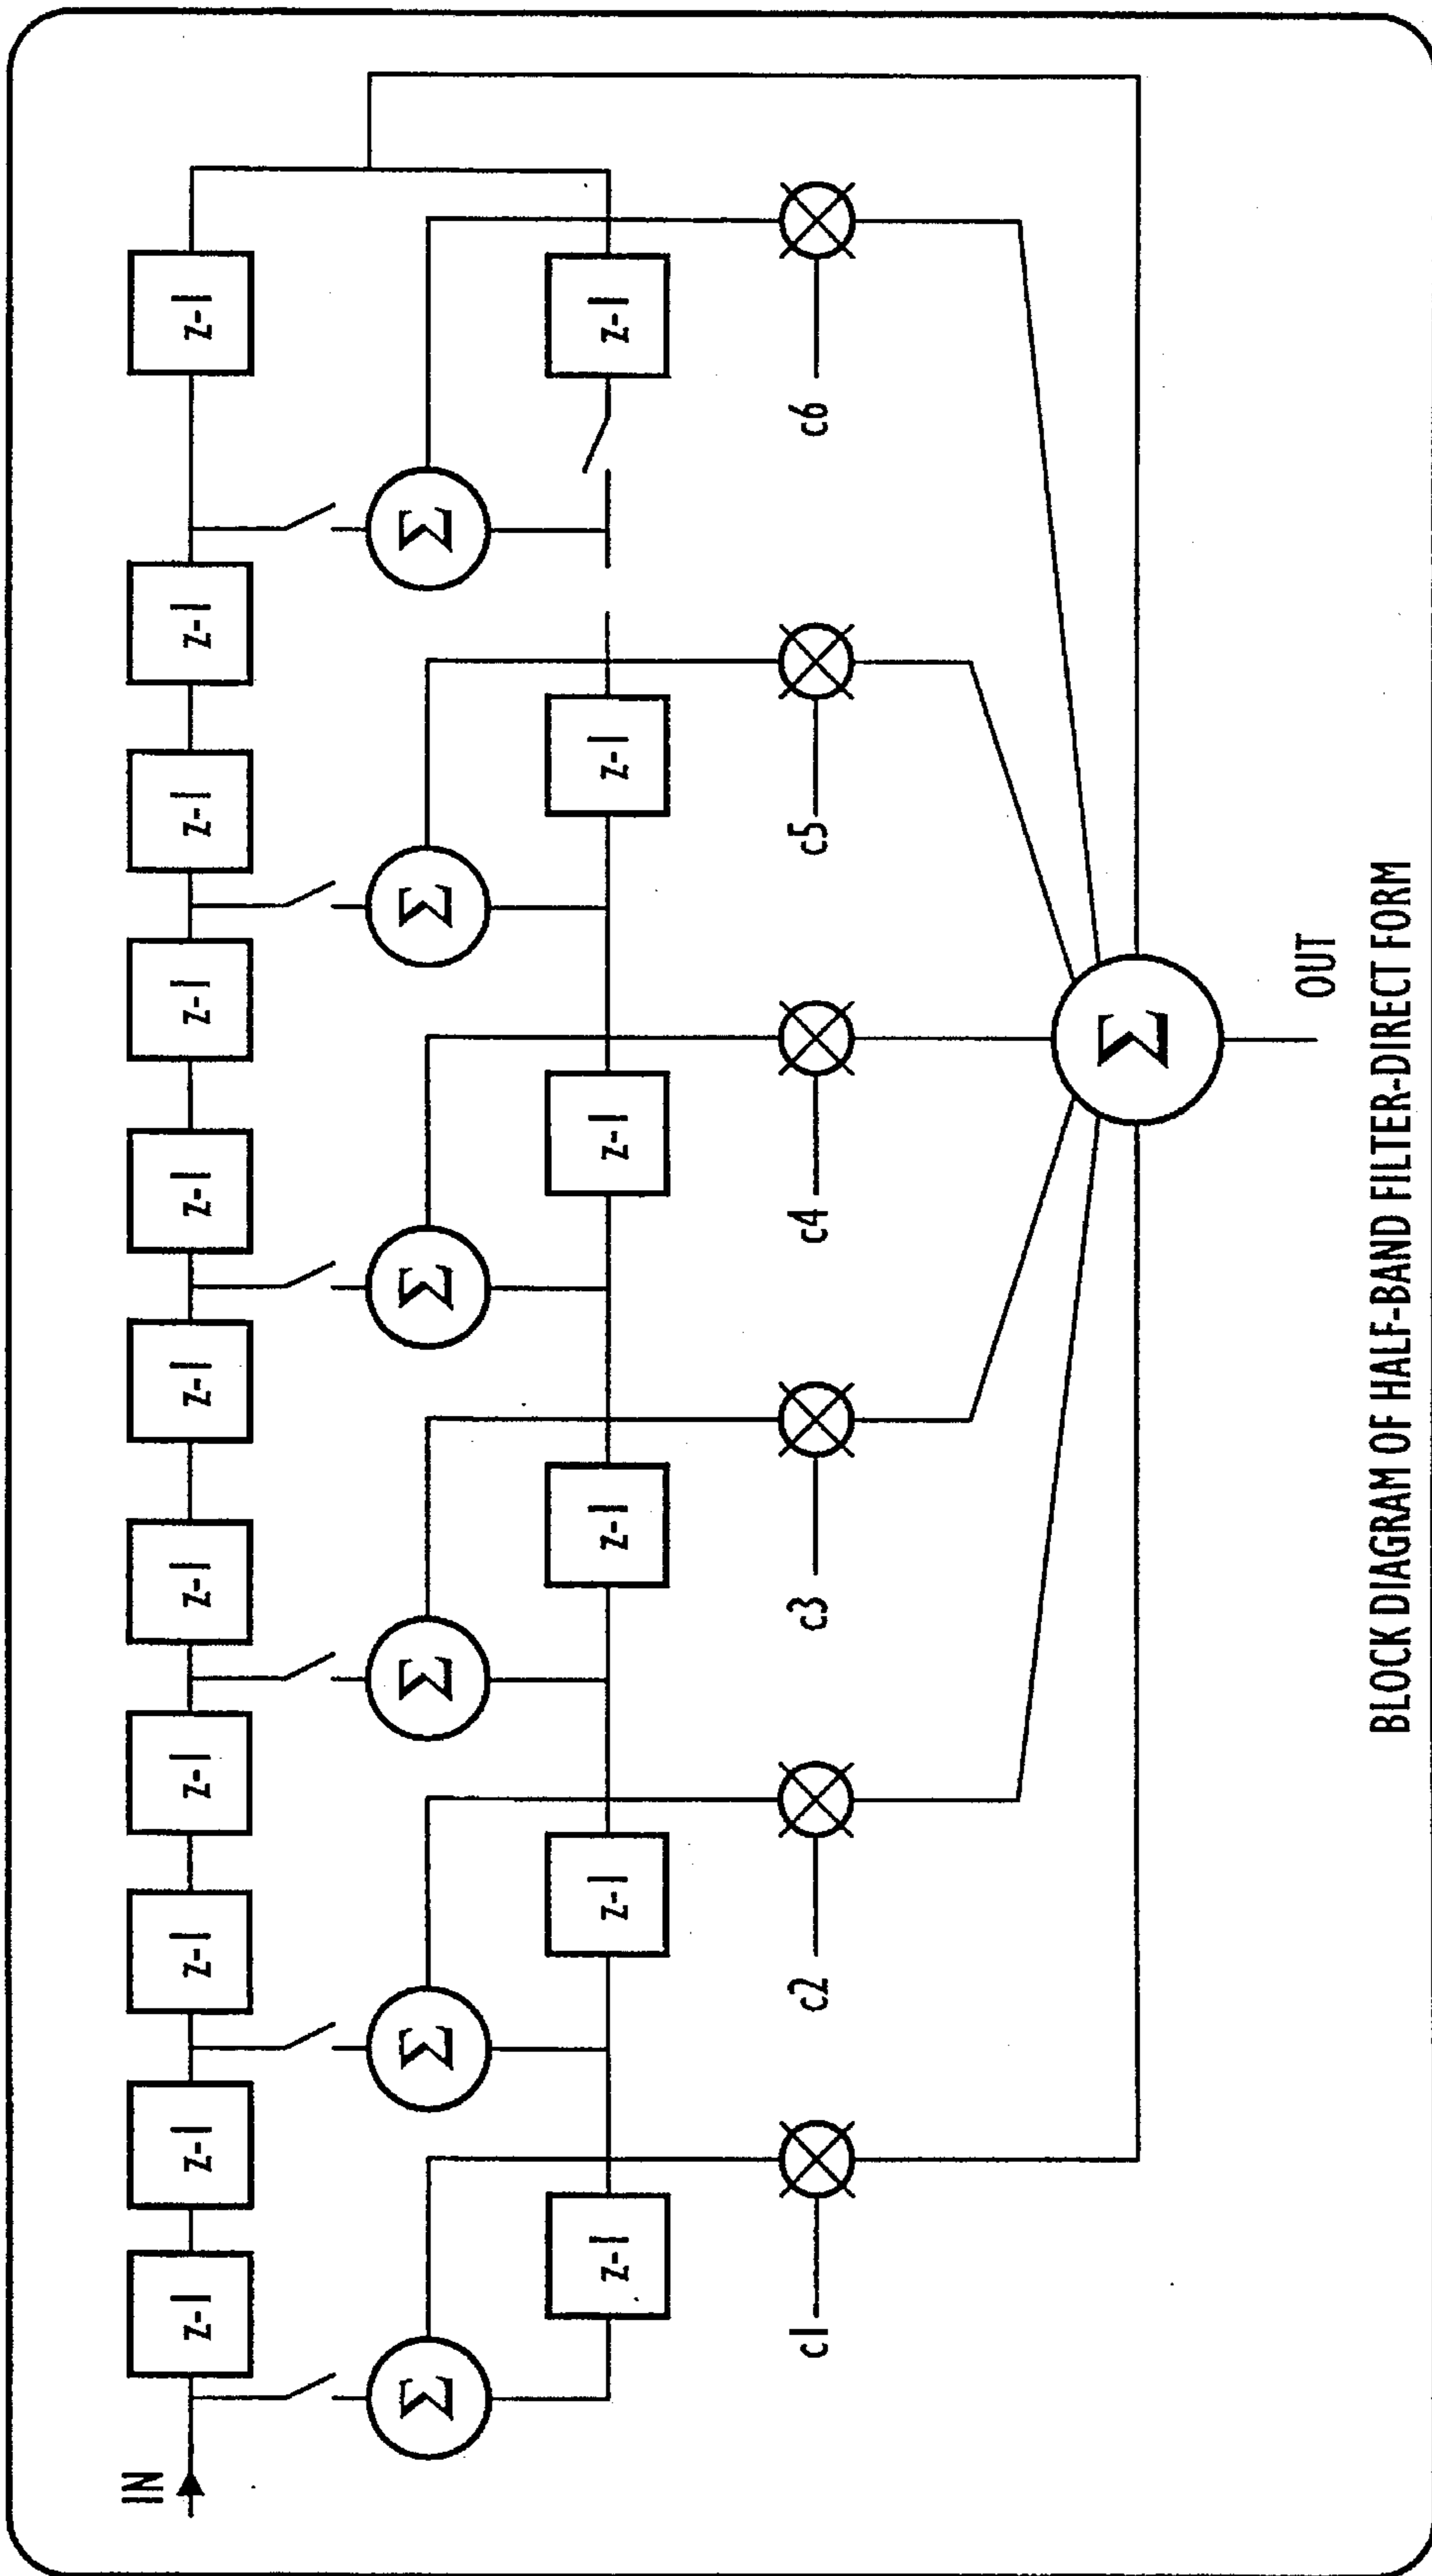 IN
z-1 z-1 z-1 z-1 z-1 z-1 z-1 z-1 z-1 z-1 z-1
Σ Σ Σ Σ Σ Σ
z-1 z-1 z-1 z-1 z-1 z-1
c1 c2 c3 c4 c5 c6
Σ
OUT
BLOCK DIAGRAM OF HALF-BAND FILTER-DIRECT FORM